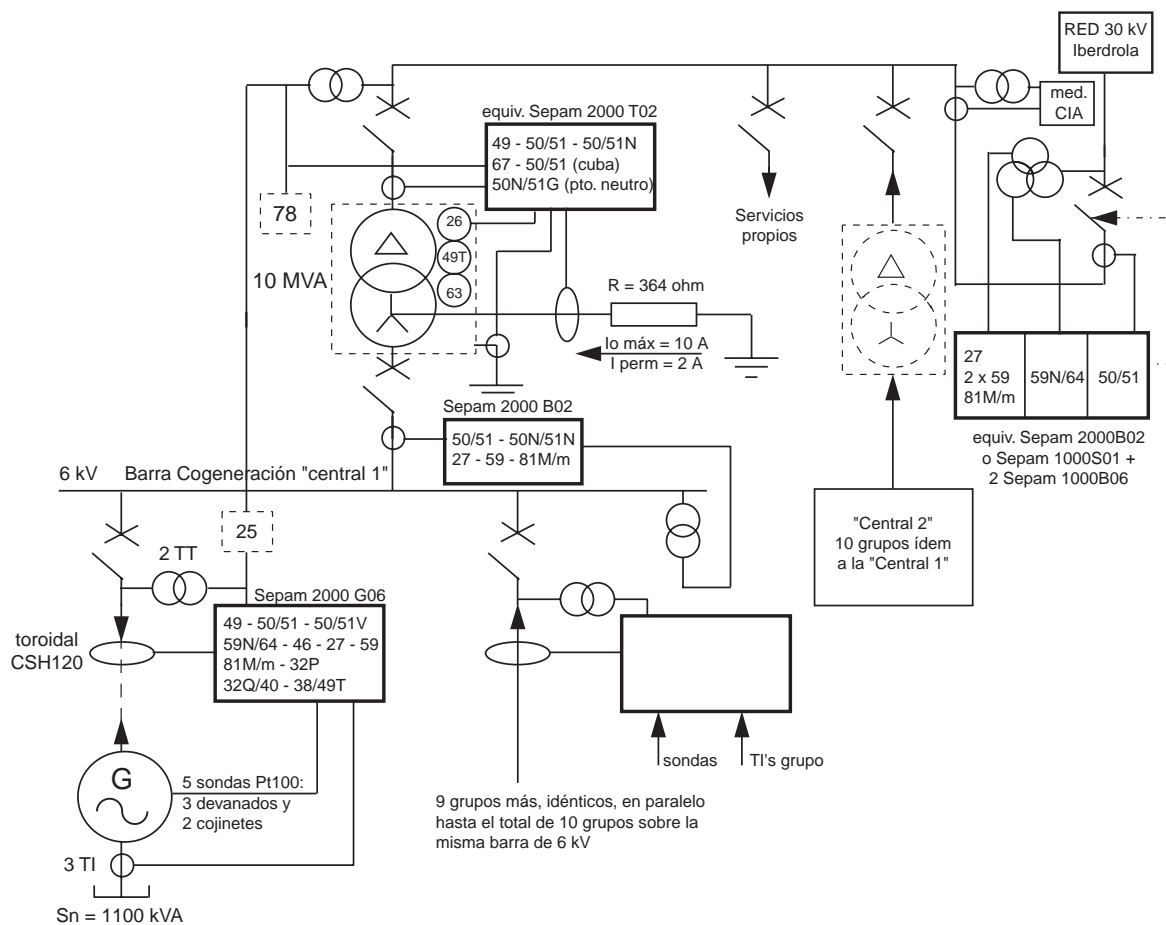 RED 30 kV
Iberdrola
med.
CIA
equiv. Sepam 2000 T02
49 - 50/51 - 50/51N
67 - 50/51 (cuba)
50N/51G (pto. neutro)
78
26
49T
63
10 MVA
Servicios
propios
R = 364 ohm
Io máx = 10 A
I perm = 2 A
27
2 x 59
81M/m
59N/64
50/51
equiv. Sepam 2000B02
o Sepam 1000S01 +
2 Sepam 1000B06
Sepam 2000 B02
50/51 - 50N/51N
27 - 59 - 81M/m
6 kV
Barra Cogeneración "central 1"
25
2 TT
"Central 2"
10 grupos ídem
a la "Central 1"
Sepam 2000 G06
49 - 50/51 - 50/51V
59N/64 - 46 - 27 - 59
81M/m - 32P
32Q/40 - 38/49T
toroidal
CSH120
sondas
TI's grupo
G
5 sondas Pt100:
3 devanados y
2 cojinetes
9 grupos más, idénticos, en paralelo
hasta el total de 10 grupos sobre la
misma barra de 6 kV
3 TI
Sn = 1100 kVA